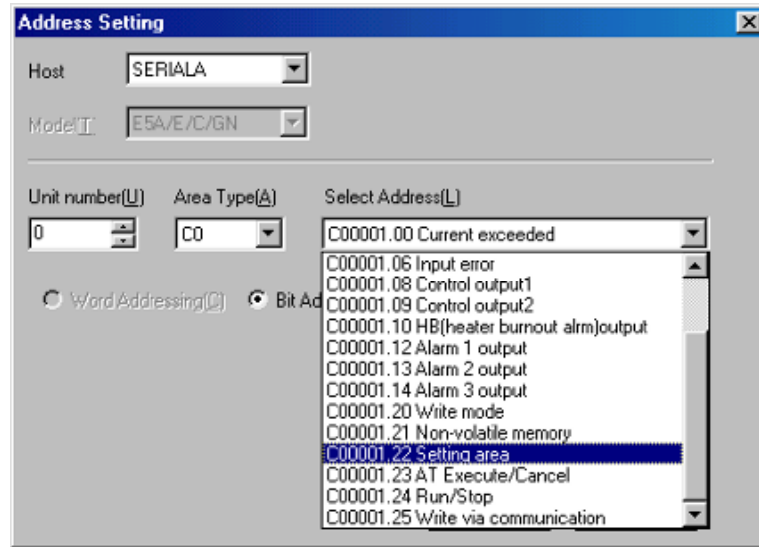 Address Setting
Host SERIALA
Mode[T] E5A/E/C/GN
Unit number(U) Area Type(A) Select Address(L)
0 C0 C00001.00 Current exceeded
C00001.06 Input error
C00001.08 Control output1
Word Addressing(C) Bit Ad
C00001.09 Control output2
C00001.10 HB(heater burnout alrm)output
C00001.12 Alarm 1 output
C00001.13 Alarm 2 output
C00001.14 Alarm 3 output
C00001.20 Write mode
C00001.21 Non-volatile memory
C00001.22 Setting area
C00001.23 AT Execute/Cancel
C00001.24 Run/Stop
C00001.25 Write via communication